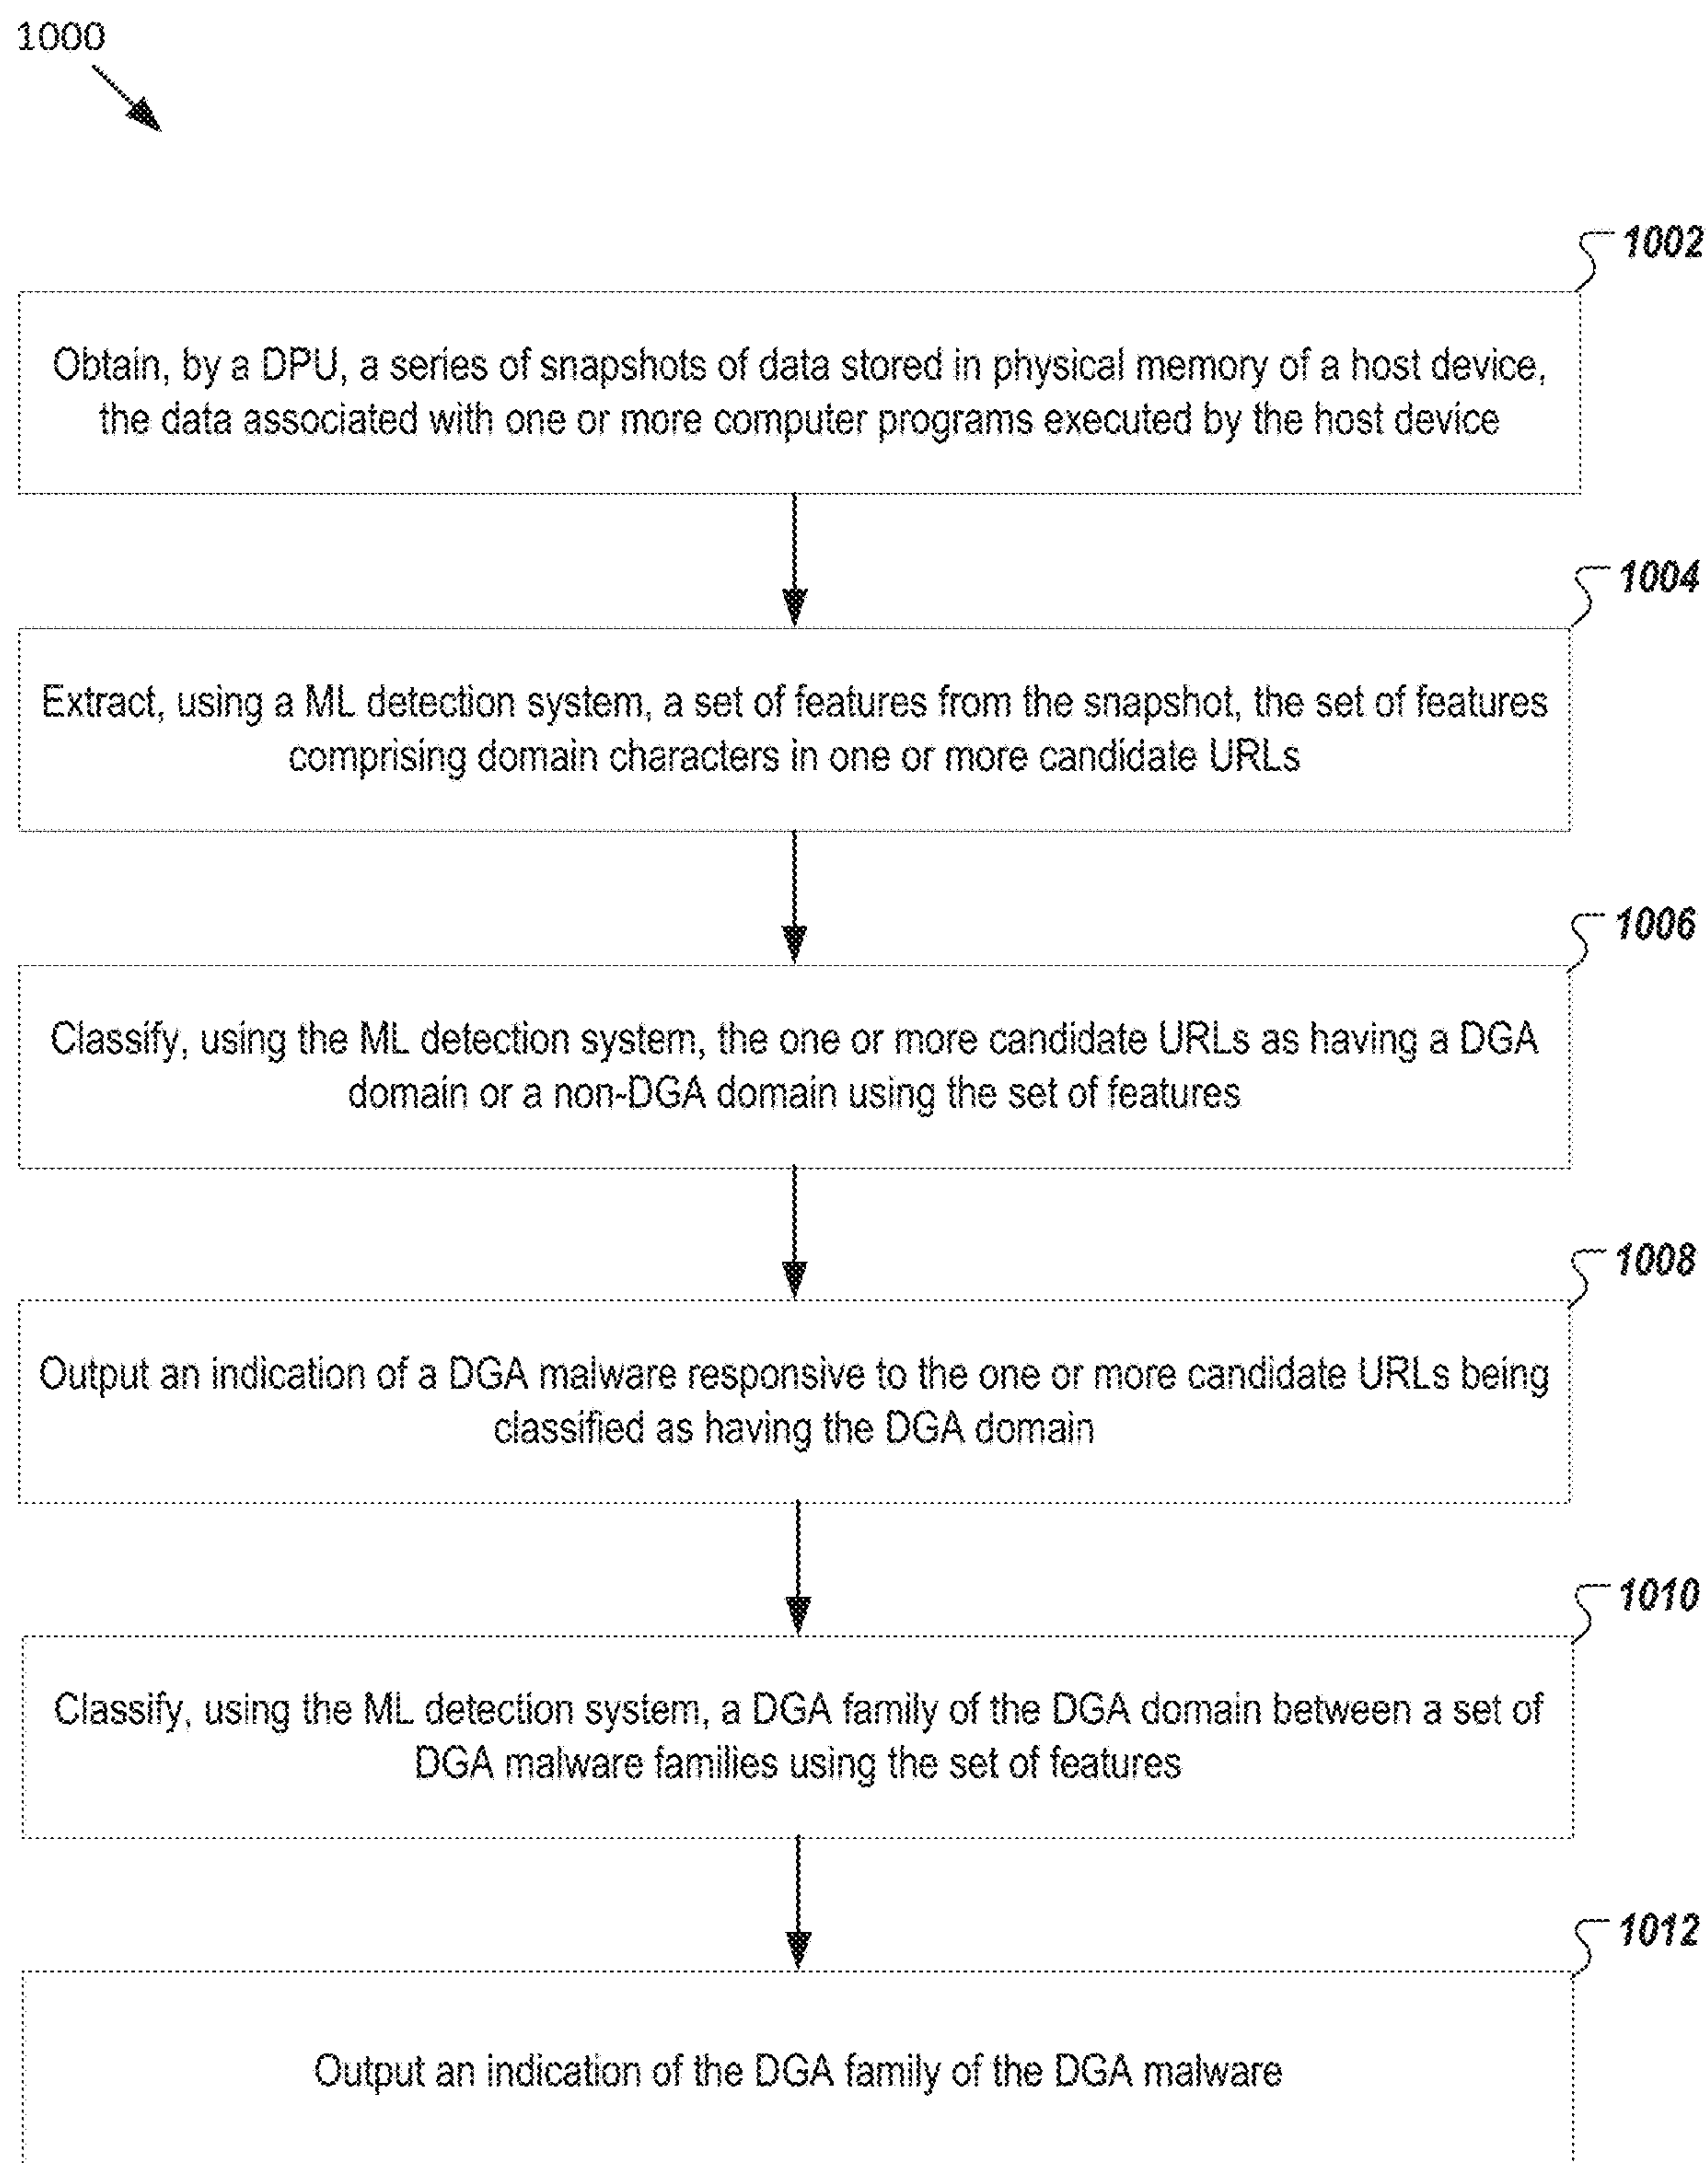 1000
1002
Obtain, by a DPU, a series of snapshots of data stored in physical memory of a host device,
the data associated with one or more computer programs executed by the host device
1004
Extract, using a ML detection system, a set of features from the snapshot, the set of features
comprising domain characters in one or more candidate URLs
1006
Classify, using the ML detection system, the one or more candidate URLs as having a DGA
domain or a non-DGA domain using the set of features
1008
Output an indication of a DGA malware responsive to the one or more candidate URLs being
classified as having the DGA domain
1010
Classify, using the ML detection system, a DGA family of the DGA domain between a set of
DGA malware families using the set of features
1012
Output an indication of the DGA family of the DGA malware